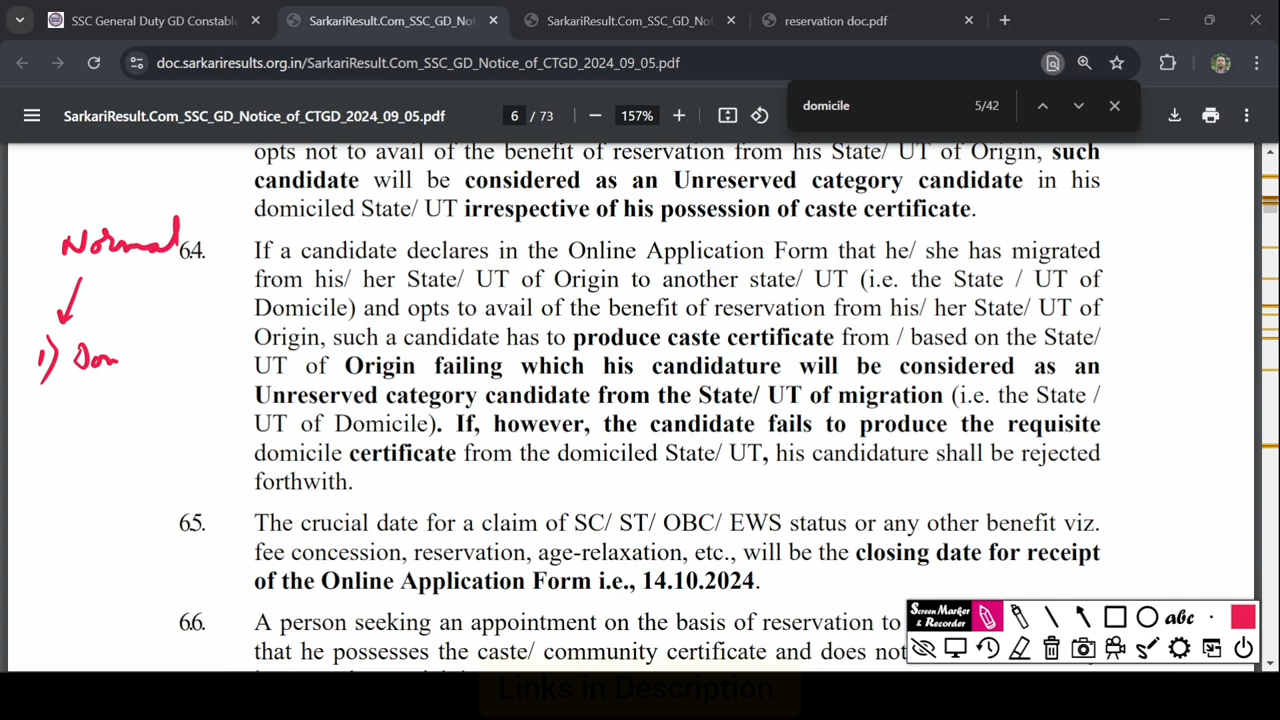 SSC General Duty GD Constable
SarkariResult.Com_SSC_GD_Not
SarkariResult.Com_SSC_GD_Not
reservation doc.pdf
doc.sarkariresults.org.in/SarkariResult.Com_SSC_GD_Notice_of_CTGD_2024_09_05.pdf
domicile 5/42
SarkariResult.Com_SSC_GD_Notice_of_CTGD_2024_09_05.pdf
6 / 73
157%
opts not to avail of the benefit of reservation from his State/ UT of Origin, such
candidate will be considered as an Unreserved category candidate in his
domiciled State/ UT irrespective of his possession of caste certificate.
Normal
1) Dom
6.4. If a candidate declares in the Online Application Form that he/ she has migrated
from his/ her State/ UT of Origin to another state/ UT (i.e. the State / UT of
Domicile) and opts to avail of the benefit of reservation from his/ her State/ UT of
Origin, such a candidate has to produce caste certificate from / based on the State/
UT of Origin failing which his candidature will be considered as an
Unreserved category candidate from the State/ UT of migration (i.e. the State /
UT of Domicile). If, however, the candidate fails to produce the requisite
domicile certificate from the domiciled State/ UT, his candidature shall be rejected
forthwith.
6.5. The crucial date for a claim of SC/ ST/ OBC/ EWS status or any other benefit viz.
fee concession, reservation, age-relaxation, etc., will be the closing date for receipt
of the Online Application Form i.e., 14.10.2024.
6.6. A person seeking an appointment on the basis of reservation to
that he possesses the caste/ community certificate and does not
Screen Marker
& Recorder
abc
Links in Description